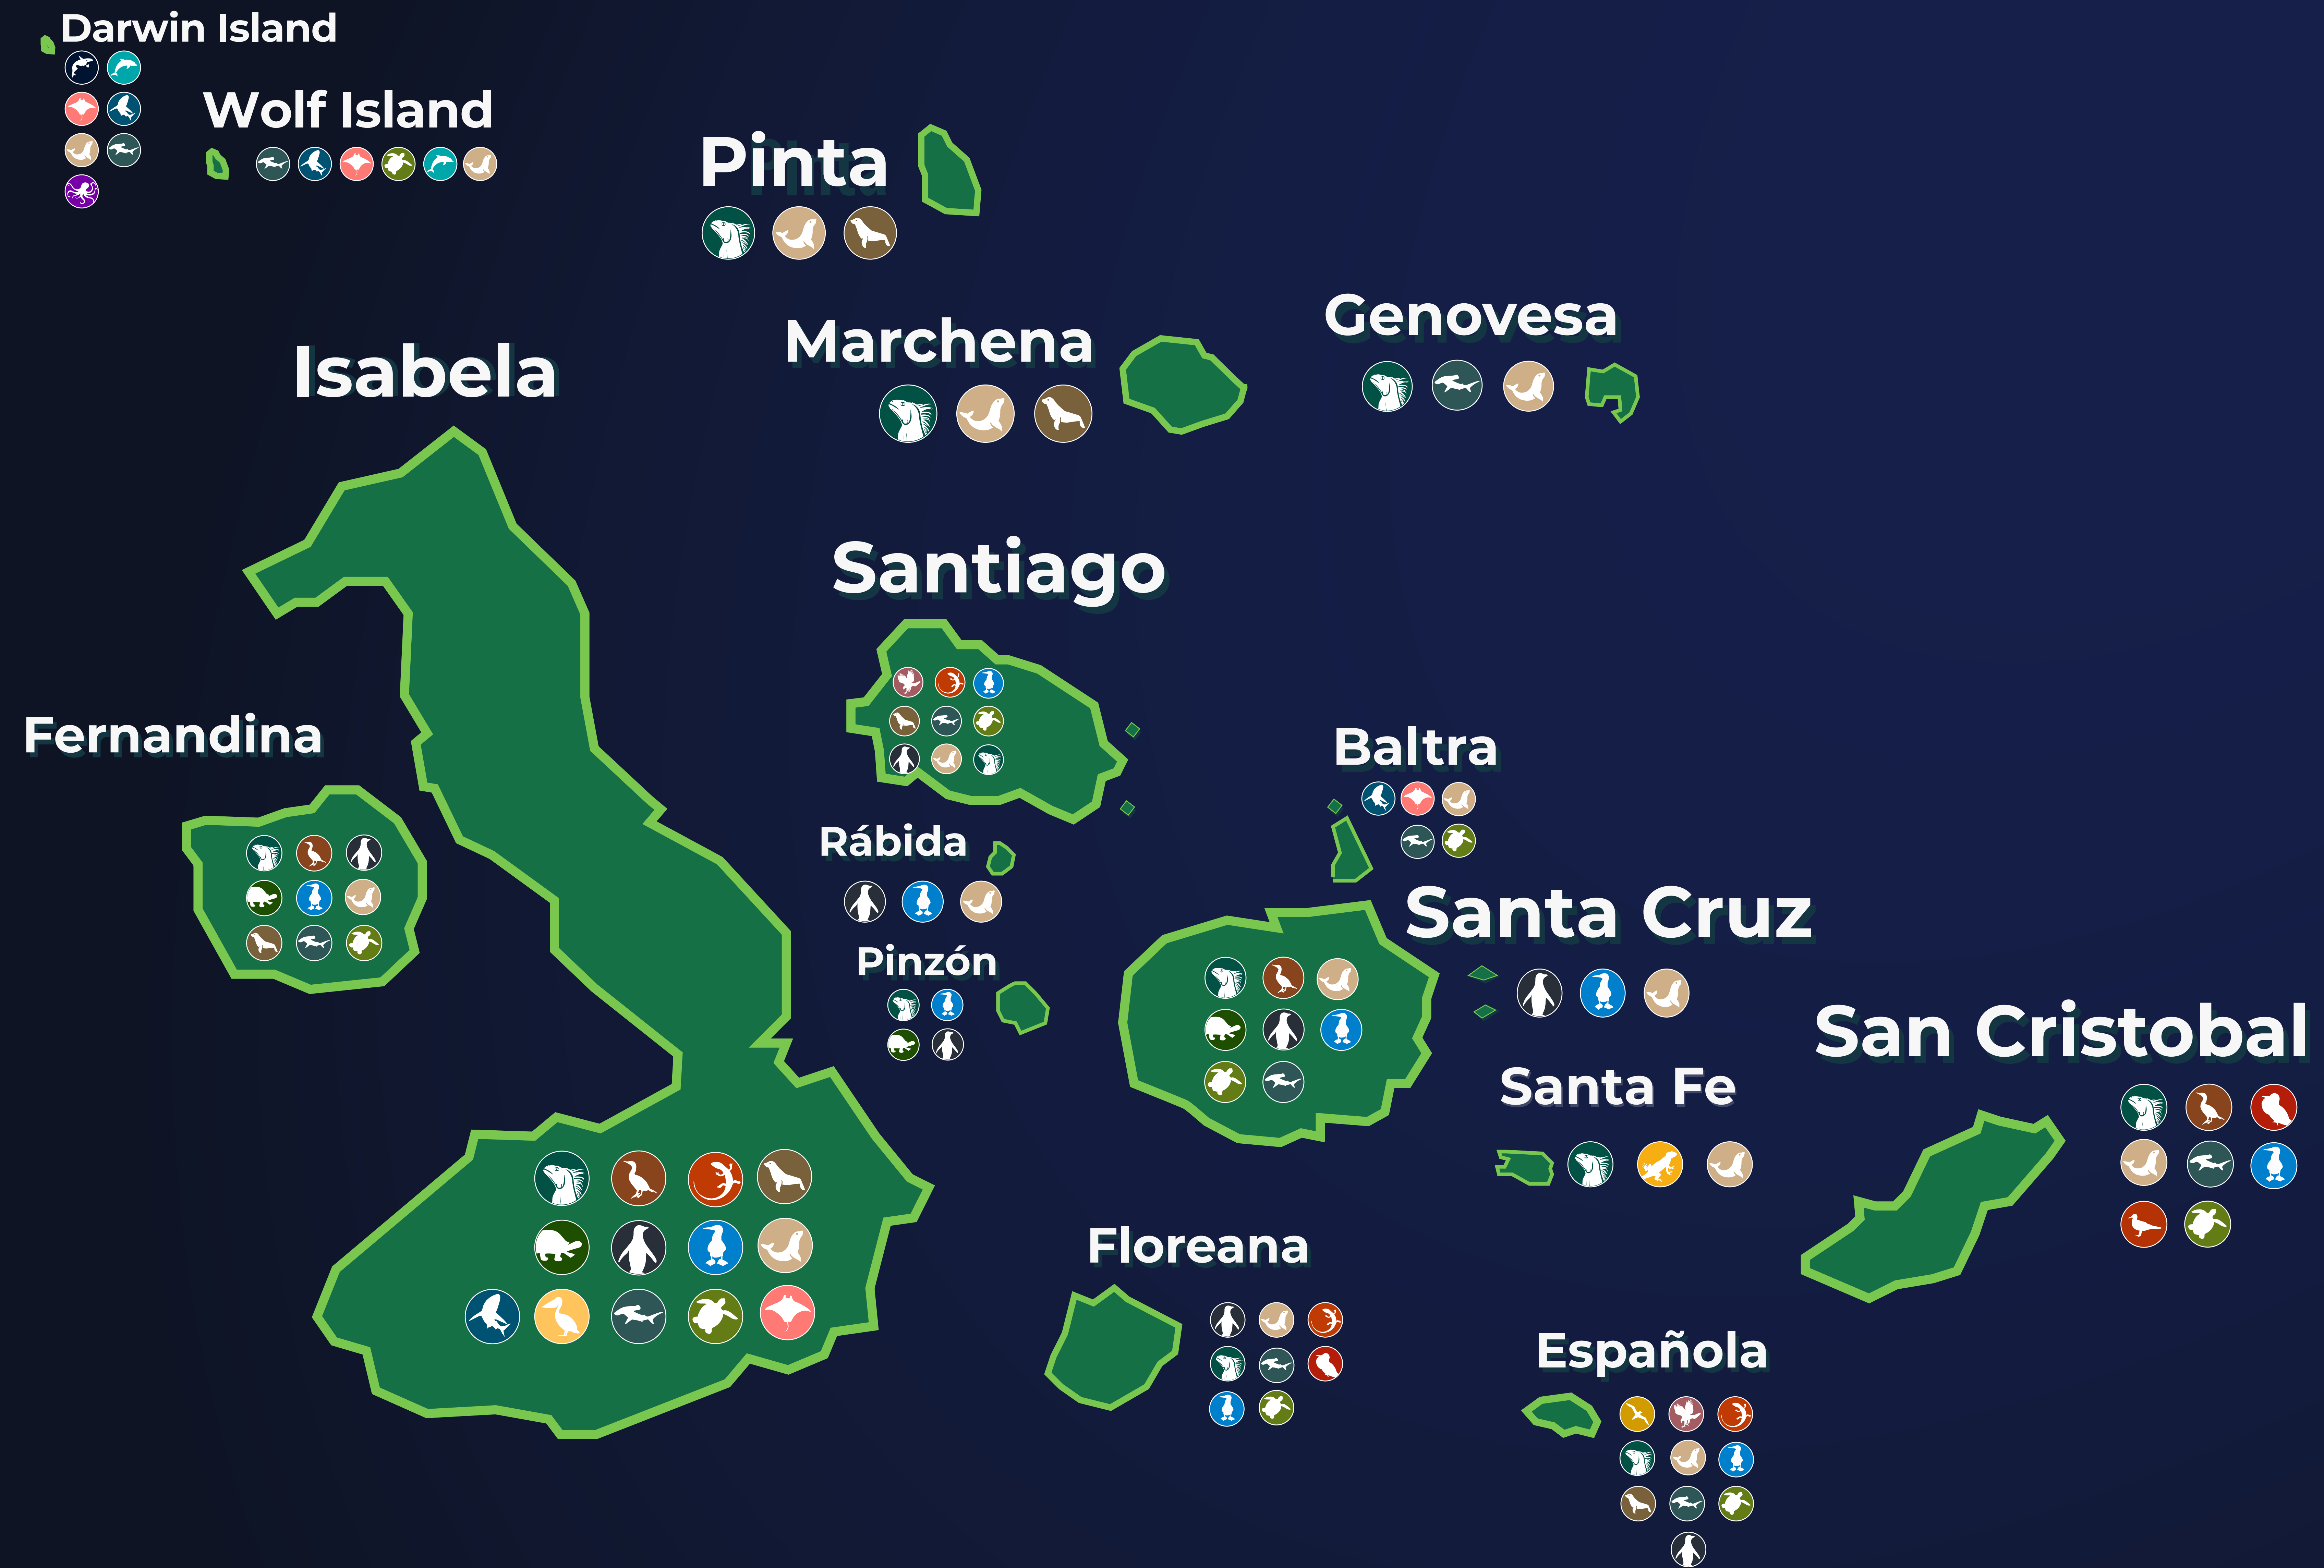 Darwin Island
Wolf Island
Pinta
Genovesa
Marchena
Isabela
Santiago
Fernandina
Baltra
Rábida
Santa Cruz
Pinzón
San Cristobal
Santa Fe
Floreana
Española